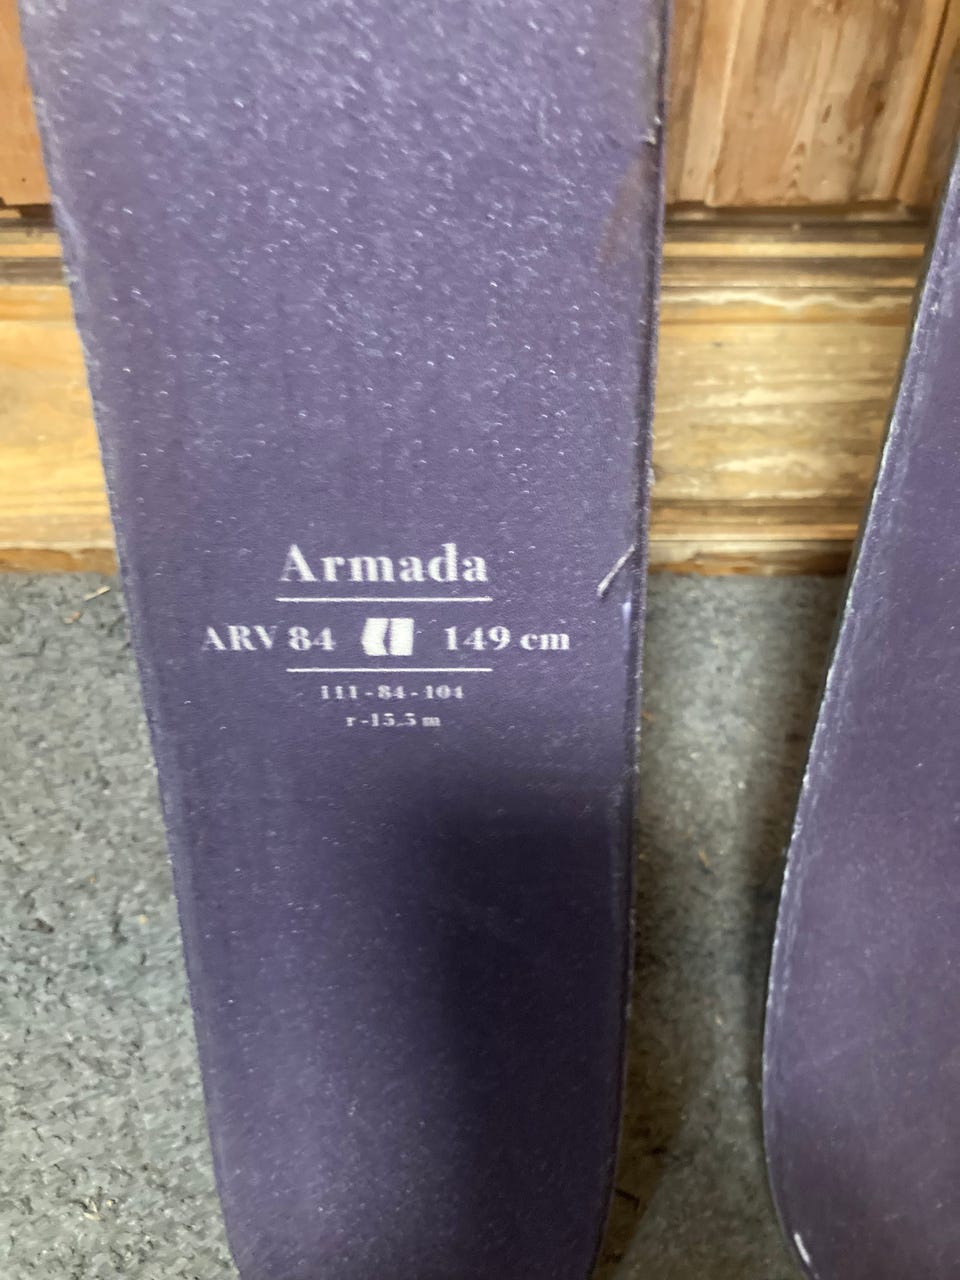 Armada
ARV 84 149 cm
111-84-104
r-15.5 m